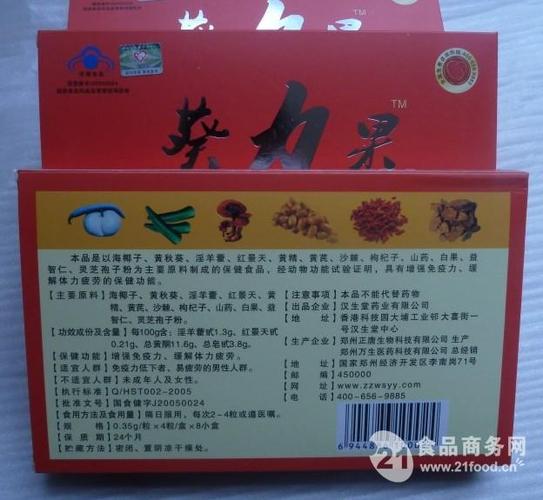 葵力果™
本品是以海椰子、黄秋葵、淫羊藿、红景天、黄精、黄芪、沙棘、枸杞子、山药、白果、益
智仁、灵芝孢子粉为主要原料制成的保健食品，经动物功能试验证明，具有增强免疫力、缓
解体力疲劳的保健功能。
【主要原料】海椰子、黄秋葵、淫羊藿、红景天、黄
精、黄芪、沙棘、枸杞子、山药、白果、益
智仁、灵芝孢子粉。
【功效成份及含量】每100g含：淫羊藿甙1.3g、红景天甙
0.21g、总黄酮11.6g、总皂甙3.8g。
【保健功能】增强免疫力、缓解体力疲劳。
【适宜人群】免疫力低下者、易疲劳的男性人群。
【不适宜人群】未成年人及女性。
【执行标准】Q/HST002-2005
【批准文号】国食健字J20050024
【食用方法及食用量】隔日服用，每次2-4粒或遵医嘱。
【规 格】0.35g/粒×4粒/盒×8小盒
【保 质 期】24个月
【贮藏方法】密闭、置阴凉干燥处。
【注意事项】本品不能代替药物
【出品企业】汉生堂药业有限公司
【地 址】香港科技园大埔工业邨大喜街一
号汉生堂中心
【生产企业】郑州正唐生物科技有限公司 生产
郑州万生医药科技有限公司 总经销
【地 址】国家郑州经济开发区李南岗71号
【邮 编】450000
【网 址】www.zzwsyy.com
【电 话】400-656-9885
6 9448
21食品商务网
www.21food.cn